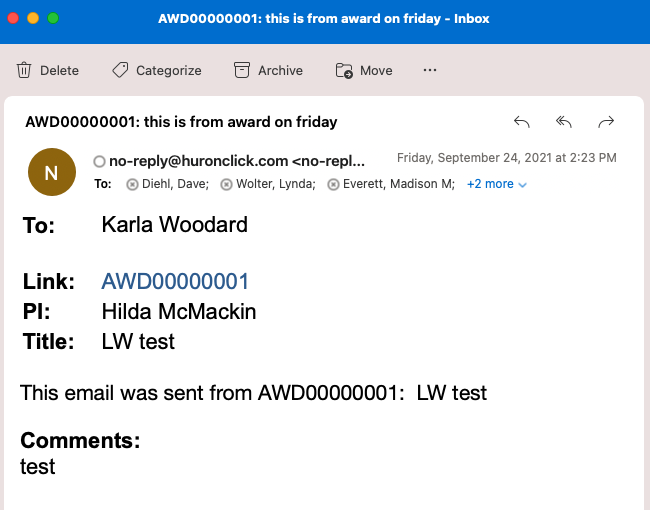 AWD00000001: this is from award on friday - Inbox
Delete Categorize Archive Move ...
AWD00000001: this is from award on friday
N
no-reply@huronclick.com <no-repl...
Friday, September 24, 2021 at 2:23 PM
To: Diehl, Dave; Wolter, Lynda; Everett, Madison M; +2 more
To: Karla Woodard
Link: AWD00000001
PI: Hilda McMackin
Title: LW test
This email was sent from AWD00000001: LW test
Comments:
test